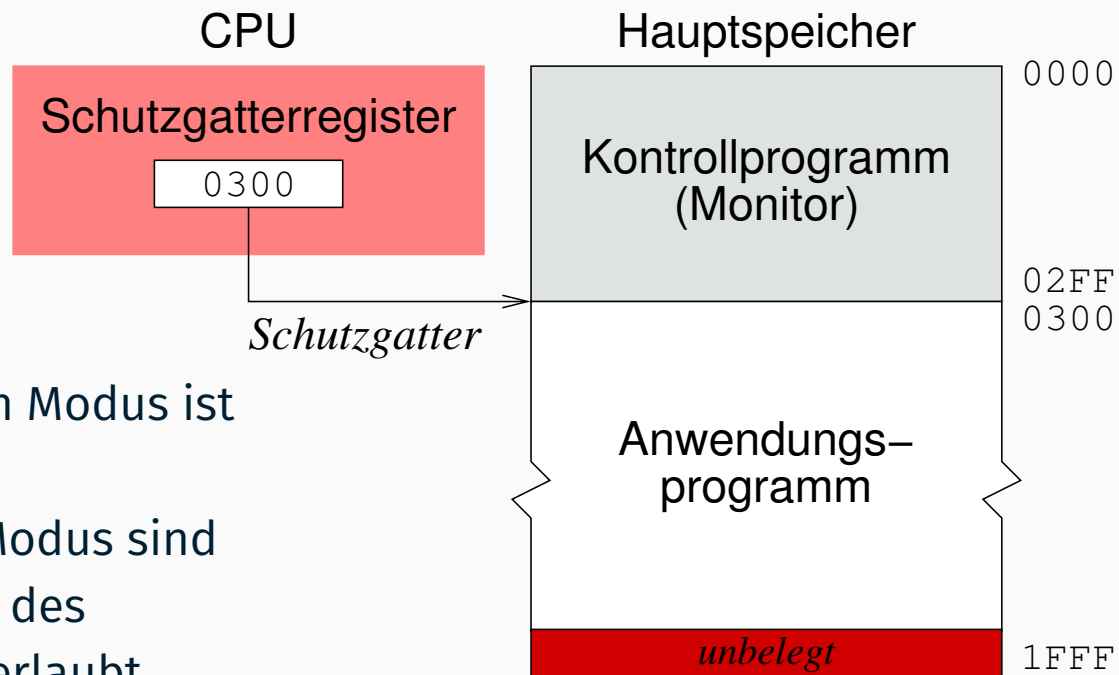 CPU
Hauptspeicher
Schutzgatterregister
0300
0000
Kontrollprogramm
(Monitor)
02FF
0300
Schutzgatter
Modus ist
Anwendungs–
programm
Modus sind
des
erlaubt
unbelegt
1FFF